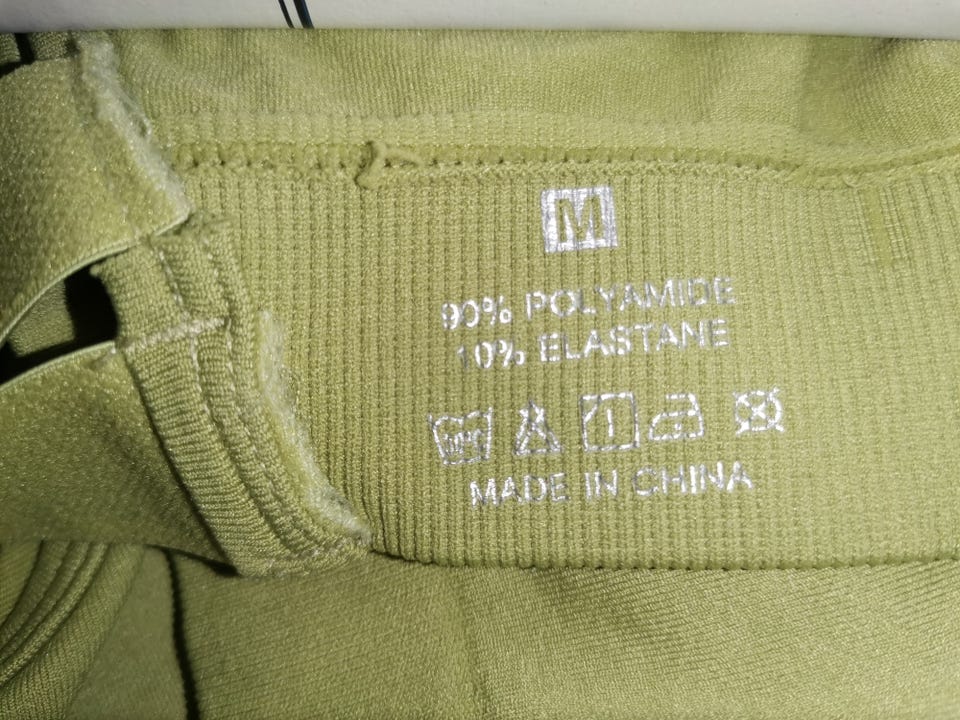 M
90% POLYAMIDE
10% ELASTANE
MADE IN CHINA